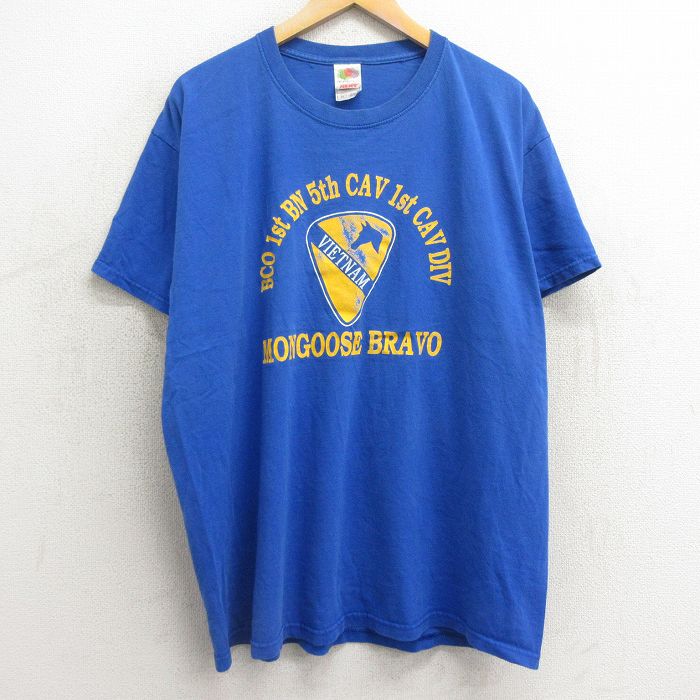 BCO 1st BN 5th CAV 1st CAV DIV
VIETNAM
MONGOOSE BRAVO